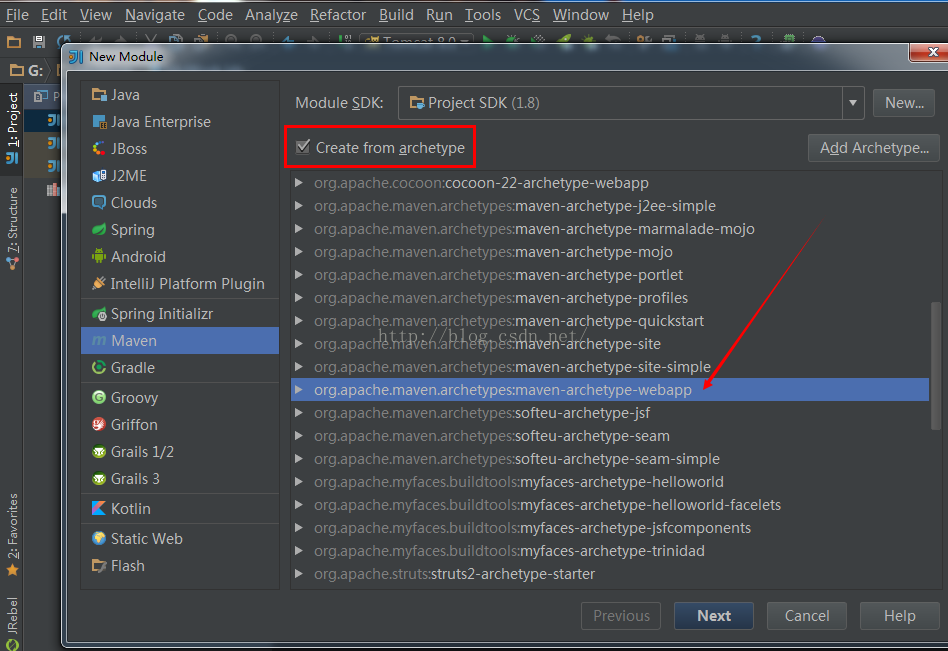 File Edit View Navigate Code Analyze Refactor Build Run Tools VCS Window Help
Tomcat 8.0
G:
New Module
1: Project
7: Structure
2: Favorites
JRebel
Java
Java Enterprise
JBoss
J2ME
Clouds
Spring
Android
IntelliJ Platform Plugin
Spring Initializr
Maven
Gradle
Groovy
Griffon
Grails 1/2
Grails 3
Kotlin
Static Web
Flash
Module SDK: Project SDK (1.8) New...
Create from archetype Add Archetype...
org.apache.cocoon:cocoon-22-archetype-webapp
org.apache.maven.archetypes:maven-archetype-j2ee-simple
org.apache.maven.archetypes:maven-archetype-marmalade-mojo
org.apache.maven.archetypes:maven-archetype-mojo
org.apache.maven.archetypes:maven-archetype-portlet
org.apache.maven.archetypes:maven-archetype-profiles
org.apache.maven.archetypes:maven-archetype-quickstart
http://blog.csdn.net/
org.apache.maven.archetypes:maven-archetype-site
org.apache.maven.archetypes:maven-archetype-site-simple
org.apache.maven.archetypes:maven-archetype-webapp
org.apache.maven.archetypes:softeu-archetype-jsf
org.apache.maven.archetypes:softeu-archetype-seam
org.apache.maven.archetypes:softeu-archetype-seam-simple
org.apache.myfaces.buildtools:myfaces-archetype-helloworld
org.apache.myfaces.buildtools:myfaces-archetype-helloworld-facelets
org.apache.myfaces.buildtools:myfaces-archetype-jsfcomponents
org.apache.myfaces.buildtools:myfaces-archetype-trinidad
org.apache.struts:struts2-archetype-starter
Previous Next Cancel Help